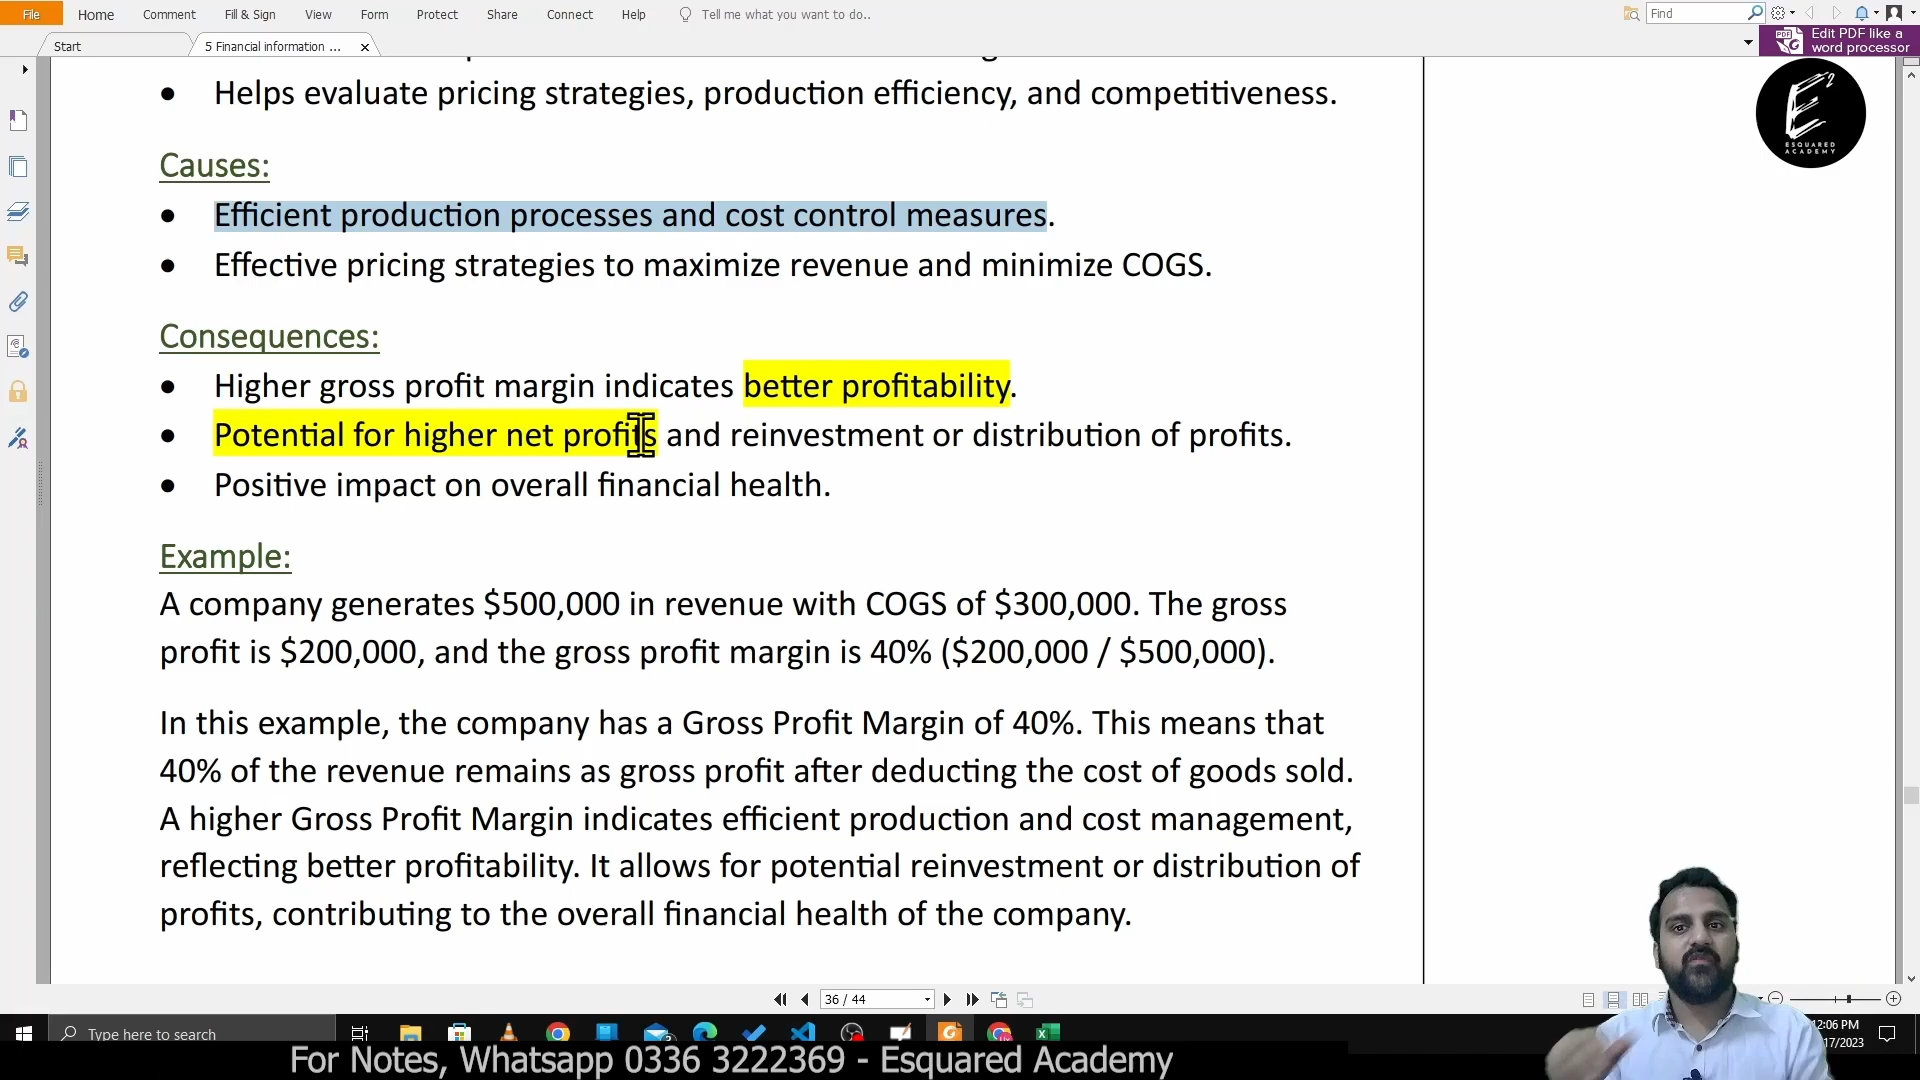 File Home Comment Fill & Sign View Form Protect Share Connect Help Tell me what you want to do.. Find
Start 5 Financial information ... Edit PDF like a
word processor
• Helps evaluate pricing strategies, production efficiency, and competitiveness.
E2
ESQUARED
ACADEMY
Causes:
• Efficient production processes and cost control measures.
• Effective pricing strategies to maximize revenue and minimize COGS.
Consequences:
• Higher gross profit margin indicates better profitability.
• Potential for higher net profits and reinvestment or distribution of profits.
• Positive impact on overall financial health.
Example:
A company generates $500,000 in revenue with COGS of $300,000. The gross
profit is $200,000, and the gross profit margin is 40% ($200,000 / $500,000).
In this example, the company has a Gross Profit Margin of 40%. This means that
40% of the revenue remains as gross profit after deducting the cost of goods sold.
A higher Gross Profit Margin indicates efficient production and cost management,
reflecting better profitability. It allows for potential reinvestment or distribution of
profits, contributing to the overall financial health of the company.
36 / 44
Type here to search
12:06 PM
17/2023
For Notes, Whatsapp 0336 3222369 - Esquared Academy